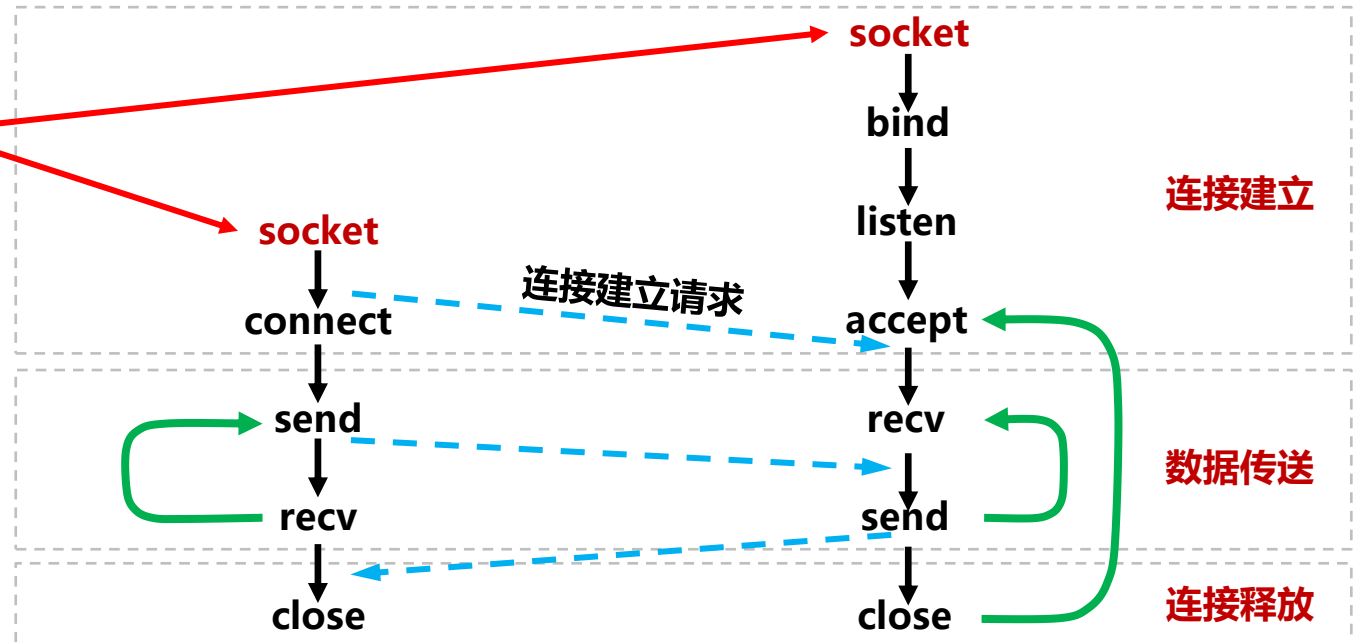 socket
bind
连接建立
listen
socket
连接建立请求
connect
accept
send
recv
数据传送
recv
send
连接释放
close
close